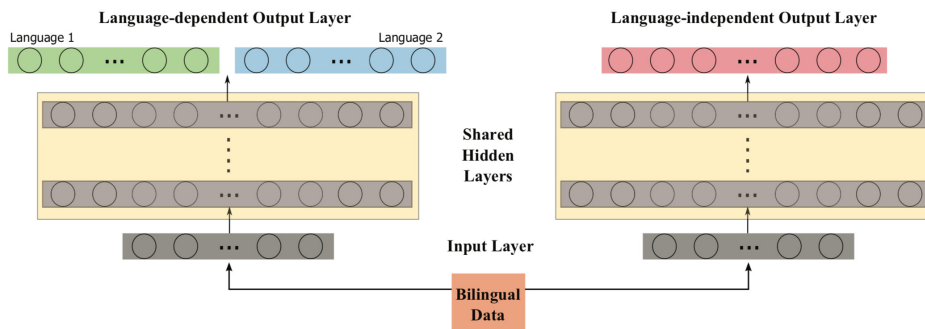 Language-dependent Output Layer
Language-independent Output Layer
Language 1
Language 2
Shared
Hidden
Layers
Input Layer
Bilingual
Data